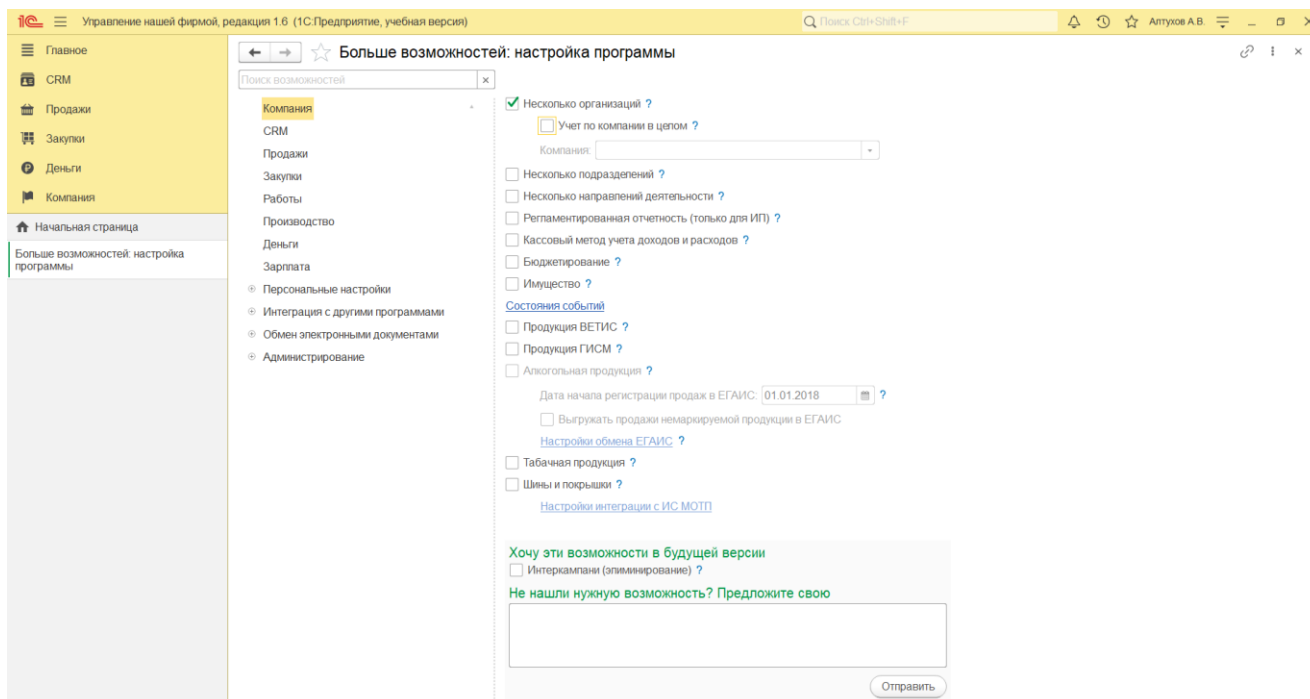 1С Управление нашей фирмой, редакция 1.6 (1С:Предприятие, учебная версия) Поиск Ctrl+Shift+F Алтухов А.В.
Главное
CRM
Продажи
Закупки
Деньги
Компания
Начальная страница
Больше возможностей: настройка
программы
Больше возможностей: настройка программы
Поиск возможностей
Компания
CRM
Продажи
Закупки
Работы
Производство
Деньги
Зарплата
Персональные настройки
Интеграция с другими программами
Обмен электронными документами
Администрирование
Несколько организаций ?
Учет по компании в целом ?
Компания:
Несколько подразделений ?
Несколько направлений деятельности ?
Регламентированная отчетность (только для ИП) ?
Кассовый метод учета доходов и расходов ?
Бюджетирование ?
Имущество ?
Состояния событий
Продукция ВЕТИС ?
Продукция ГИСМ ?
Алкогольная продукция ?
Дата начала регистрации продаж в ЕГАИС: 01.01.2018 ?
Выгружать продажи немаркируемой продукции в ЕГАИС
Настройки обмена ЕГАИС ?
Табачная продукция ?
Шины и покрышки ?
Настройки интеграции с ИС МОТП
Хочу эти возможности в будущей версии
Интеркампани (элиминирование) ?
Не нашли нужную возможность? Предложите свою
Отправить